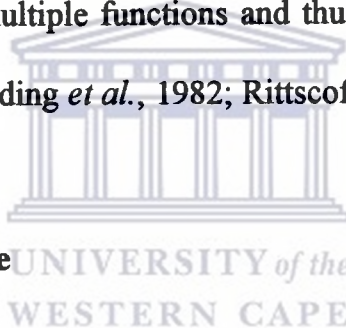 ultiple functions and thu
ding et al., 1982; Rittscof
e UNIVERSITY of the
WESTERN CAPE